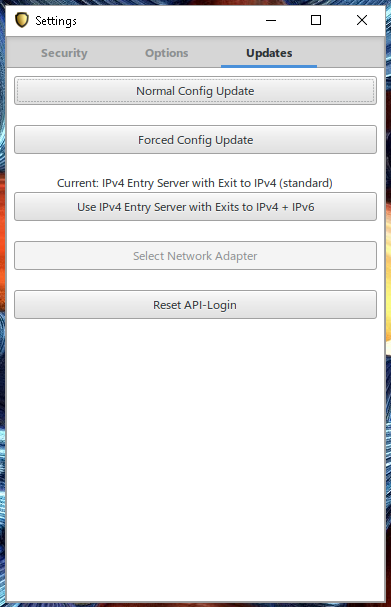 Settings
Security Options Updates
Normal Config Update
Forced Config Update
Current: IPv4 Entry Server with Exit to IPv4 (standard)
Use IPv4 Entry Server with Exits to IPv4 + IPv6
Select Network Adapter
Reset API-Login